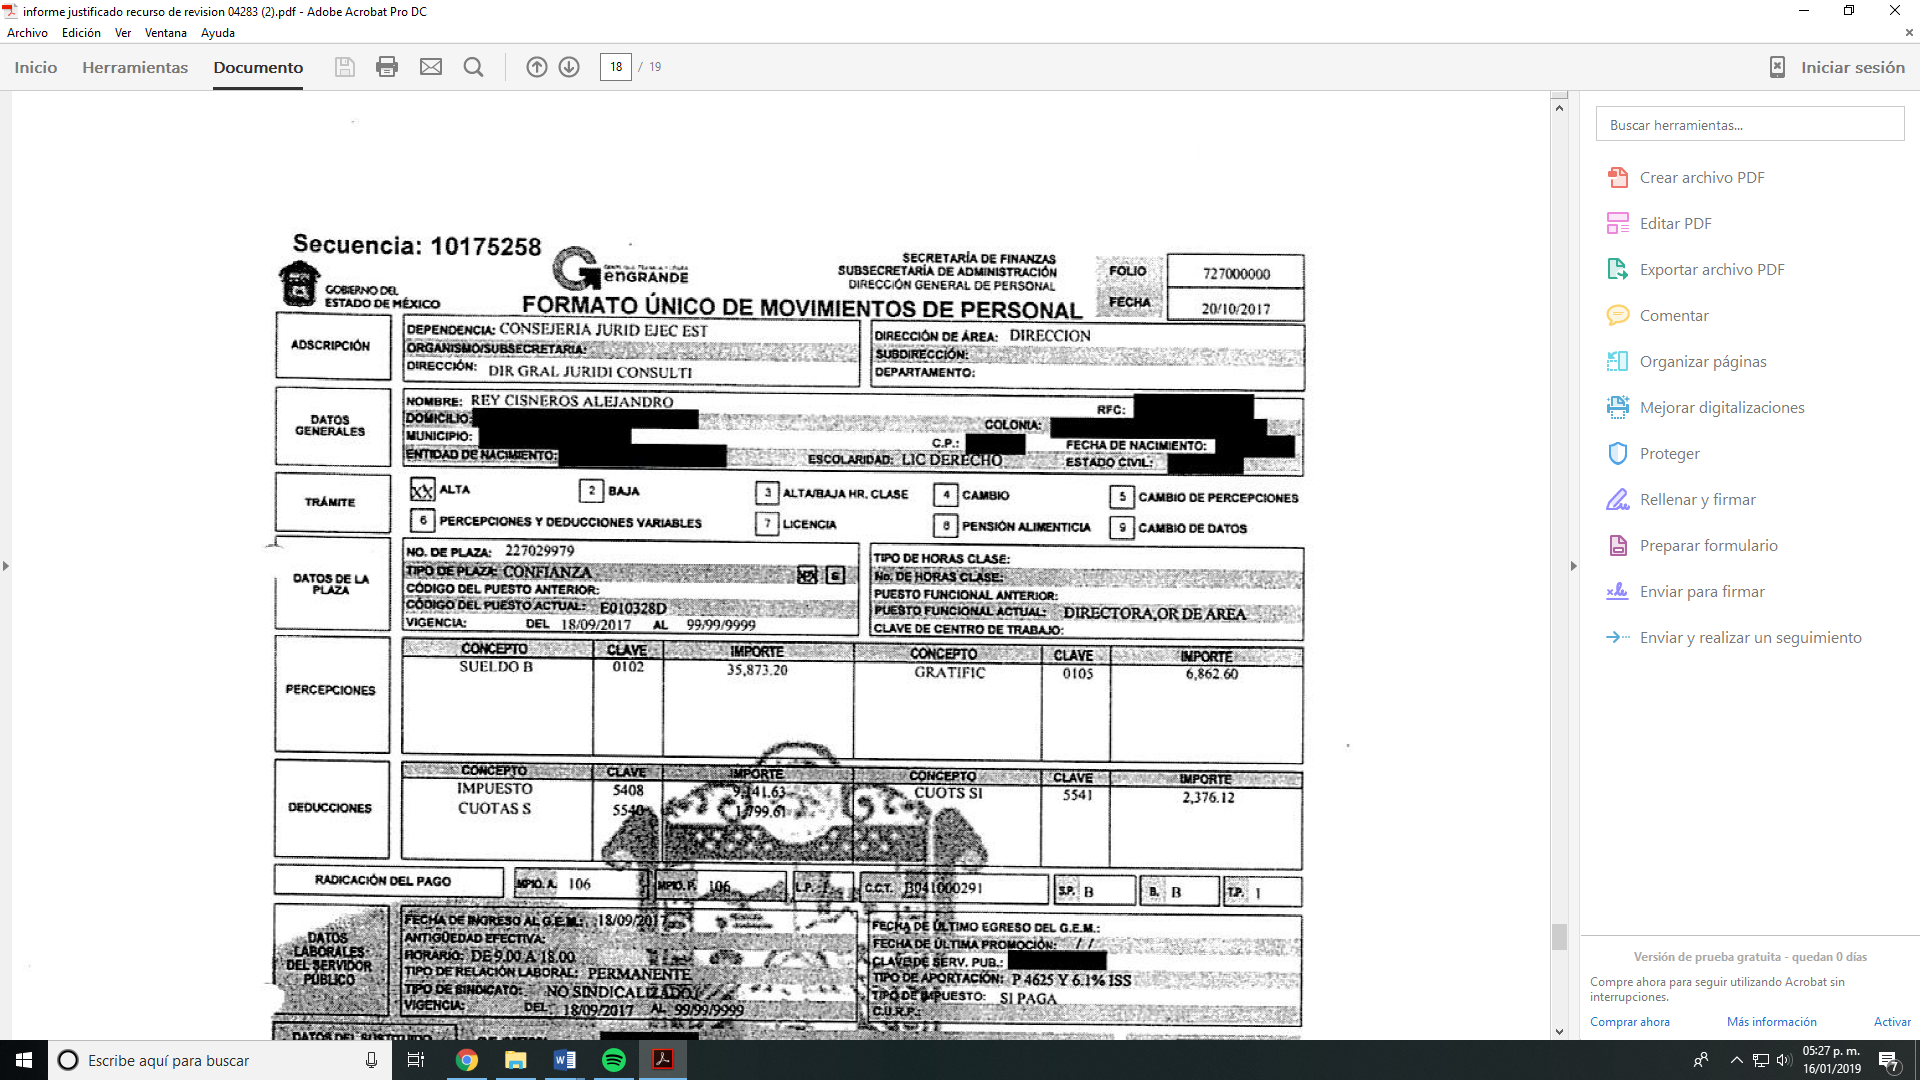 informe justificado recurso de revision 04283 (2).pdf - Adobe Acrobat Pro DC
Archivo Edición Ver Ventana Ayuda
Inicio Herramientas Documento 18 / 19 Iniciar sesión
Buscar herramientas...
Crear archivo PDF
Editar PDF
Exportar archivo PDF
Comentar
Organizar páginas
Mejorar digitalizaciones
Proteger
Rellenar y firmar
Preparar formulario
Enviar para firmar
Enviar y realizar un seguimiento
Versión de prueba gratuita - quedan 0 días
Compre ahora para seguir utilizando Acrobat sin
interrupciones.
Comprar ahora Más información Activar
Secuencia: 10175258
GOBIERNO DEL
ESTADO DE MÉXICO
enGRANDE
SECRETARÍA DE FINANZAS
SUBSECRETARÍA DE ADMINISTRACIÓN
DIRECCIÓN GENERAL DE PERSONAL
FOLIO 727000000
FECHA 20/10/2017
FORMATO ÚNICO DE MOVIMIENTOS DE PERSONAL
ADSCRIPCIÓN
DEPENDENCIA: CONSEJERIA JURID EJEC EST
ORGANISMO/SUBSECRETARIA:
DIRECCIÓN: DIR GRAL JURIDI CONSULTI
DIRECCIÓN DE ÁREA: DIRECCION
SUBDIRECCIÓN:
DEPARTAMENTO:
DATOS GENERALES
NOMBRE: REY CISNEROS ALEJANDRO RFC:
DOMICILIO: COLONIA:
MUNICIPIO: C.P.: FECHA DE NACIMIENTO:
ENTIDAD DE NACIMIENTO: ESCOLARIDAD: LIC DERECHO ESTADO CIVIL:
TRÁMITE
XX ALTA 2 BAJA 3 ALTA/BAJA HR. CLASE 4 CAMBIO 5 CAMBIO DE PERCEPCIONES
6 PERCEPCIONES Y DEDUCCIONES VARIABLES 7 LICENCIA 8 PENSIÓN ALIMENTICIA 9 CAMBIO DE DATOS
DATOS DE LA PLAZA
NO. DE PLAZA: 227029979
TIPO DE PLAZA: CONFIANZA
CÓDIGO DEL PUESTO ANTERIOR:
CÓDIGO DEL PUESTO ACTUAL: E010328D
VIGENCIA: DEL 18/09/2017 AL 99/99/9999
TIPO DE HORAS CLASE:
No. DE HORAS CLASE:
PUESTO FUNCIONAL ANTERIOR:
PUESTO FUNCIONAL ACTUAL: DIRECTORA,OR DE AREA
CLAVE DE CENTRO DE TRABAJO:
PERCEPCIONES
CONCEPTO CLAVE IMPORTE CONCEPTO CLAVE IMPORTE
SUELDO B 0102 35,873.20 GRATIFIC 0105 6,862.60
DEDUCCIONES
CONCEPTO CLAVE IMPORTE CONCEPTO CLAVE IMPORTE
IMPUESTO 5408 9,141.63 CUOTS SI 5541 2,376.12
CUOTAS S 5540 1,799.61
RADICACIÓN DEL PAGO MPIO. A. 106 MPIO. P. 106 L.P. C.C.T. B041000291 S.P. B B. B T.P. 1
DATOS LABORALES DEL SERVIDOR PÚBLICO
FECHA DE INGRESO AL G.E.M.: 18/09/2017
ANTIGÜEDAD EFECTIVA:
HORARIO: DE 9.00 A 18.00
TIPO DE RELACIÓN LABORAL: PERMANENTE
TIPO DE SINDICATO: NO SINDICALIZADO
VIGENCIA: DEL 18/09/2017 AL 99/99/9999
FECHA DE ÚLTIMO EGRESO DEL G.E.M.:
FECHA DE ÚLTIMA PROMOCIÓN: / /
CLAVE DE SERV. PUB.:
TIPO DE APORTACIÓN: P 4625 Y 6.1% ISS
TIPO DE IMPUESTO: SI PAGA
C.U.R.P.:
Escribe aquí para buscar
05:27 p. m.
16/01/2019
7